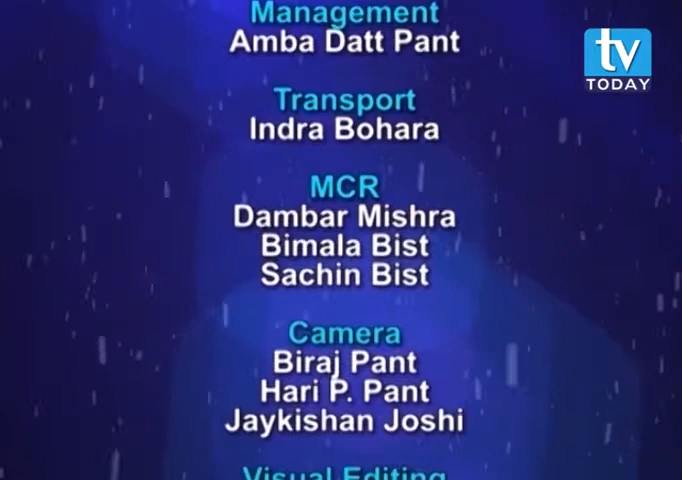 Management
Amba Datt Pant
tv
TODAY
Transport
Indra Bohara
MCR
Dambar Mishra
Bimala Bist
Sachin Bist
Camera
Biraj Pant
Hari P. Pant
Jaykishan Joshi
Visual Editing